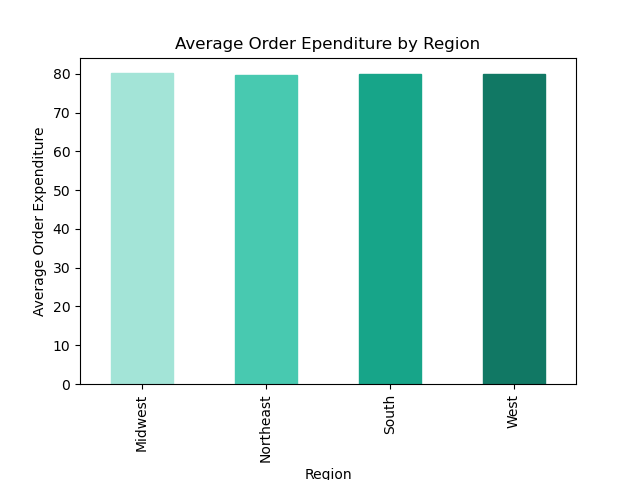 Average Order Ependiture by Region
Average Order Expenditure
80
70
60
50
40
30
20
10
0
Midwest
Northeast
South
West
Region